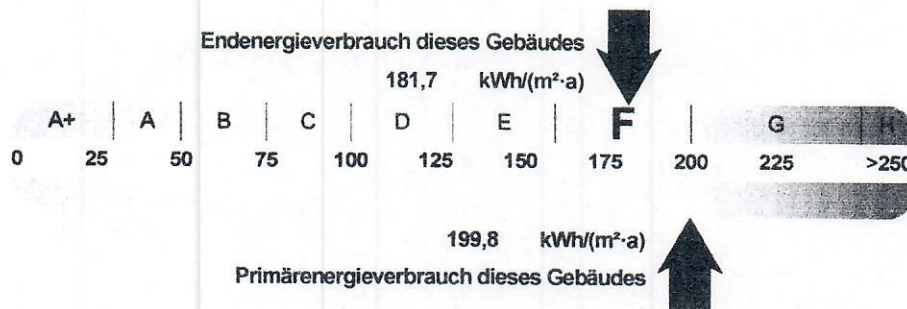 Endenergieverbrauch dieses Gebäudes
181,7 kWh/(m²·a)
A+ A B C D E F G H
0 25 50 75 100 125 150 175 200 225 >250
199,8 kWh/(m²·a)
Primärenergieverbrauch dieses Gebäudes